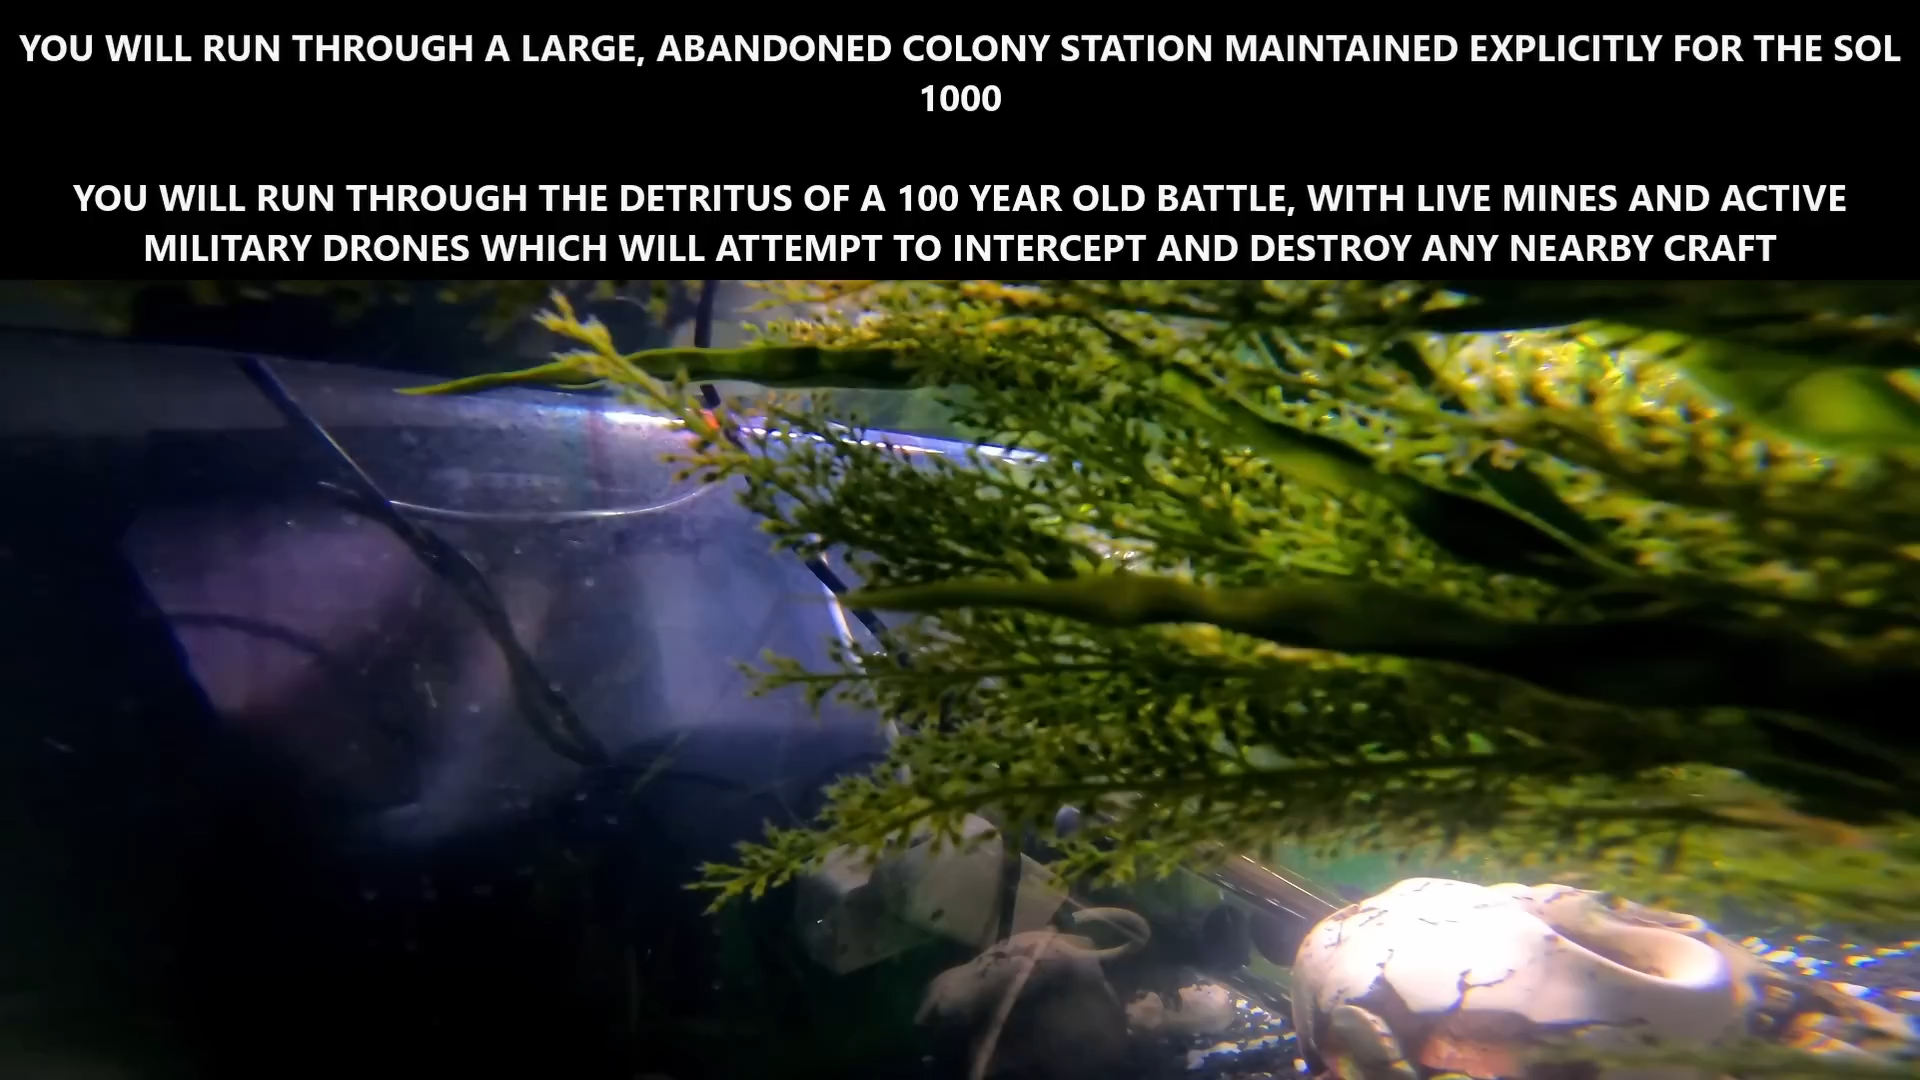 YOU WILL RUN THROUGH A LARGE, ABANDONED COLONY STATION MAINTAINED EXPLICITLY FOR THE SOL
1000
YOU WILL RUN THROUGH THE DETRITUS OF A 100 YEAR OLD BATTLE, WITH LIVE MINES AND ACTIVE
MILITARY DRONES WHICH WILL ATTEMPT TO INTERCEPT AND DESTROY ANY NEARBY CRAFT